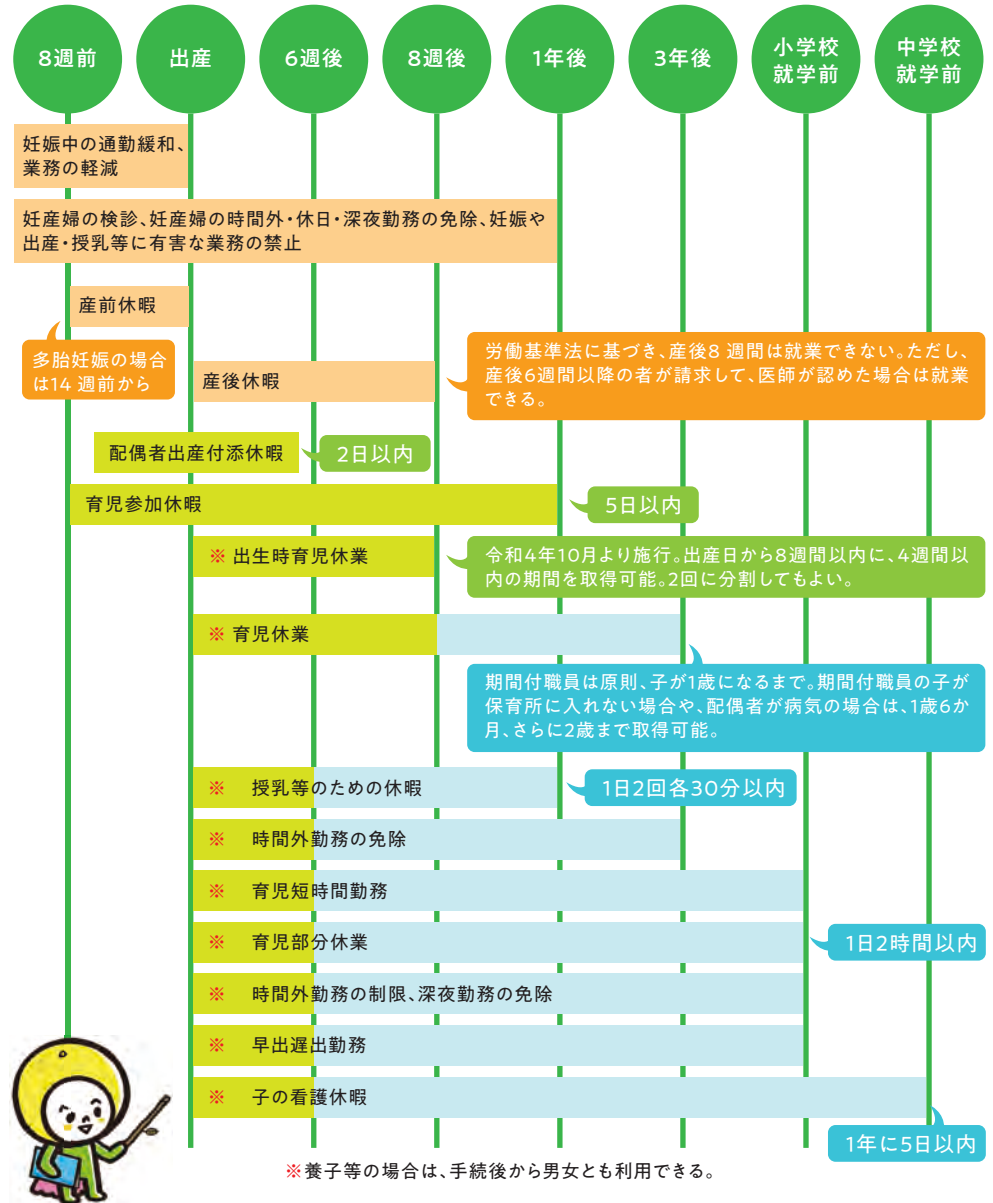 8週前
出産
6週後
8週後
1年後
3年後
小学校
就学前
中学校
就学前
妊娠中の通勤緩和、
業務の軽減
妊産婦の検診、妊産婦の時間外・休日・深夜勤務の免除、妊娠や
出産・授乳等に有害な業務の禁止
産前休暇
多胎妊娠の場合
は14 週前から
産後休暇
労働基準法に基づき、産後8 週間は就業できない。ただし、
産後6週間以降の者が請求して、医師が認めた場合は就業
できる。
配偶者出産付添休暇
2日以内
育児参加休暇
5日以内
※ 出生時育児休業
令和4年10月より施行。出産日から8週間以内に、4週間以
内の期間を取得可能。2回に分割してもよい。
※ 育児休業
期間付職員は原則、子が1歳になるまで。期間付職員の子が
保育所に入れない場合や、配偶者が病気の場合は、1歳6か
月、さらに2歳まで取得可能。
※ 授乳等のための休暇
1日2回各30分以内
※ 時間外勤務の免除
※ 育児短時間勤務
※ 育児部分休業
1日2時間以内
※ 時間外勤務の制限、深夜勤務の免除
※ 早出遅出勤務
※ 子の看護休暇
1年に5日以内
※養子等の場合は、手続後から男女とも利用できる。